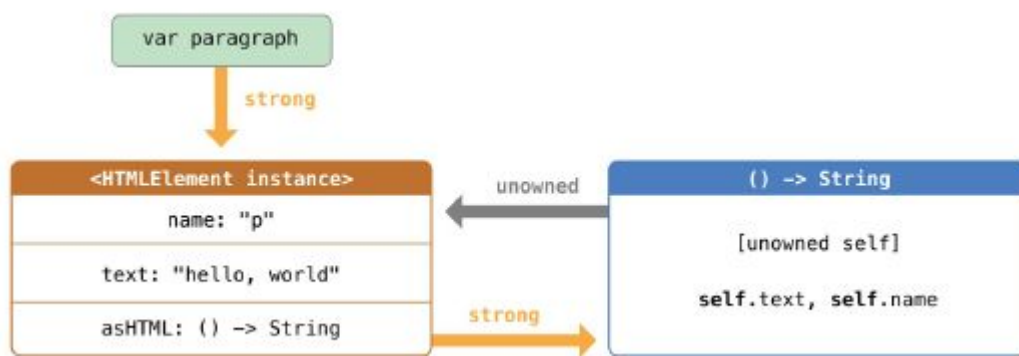 var paragraph
strong
<HTMLElement instance>
name: "p"
text: "hello, world"
asHTML: () -> String
strong
unowned
() -> String
[unowned self]
self.text, self.name